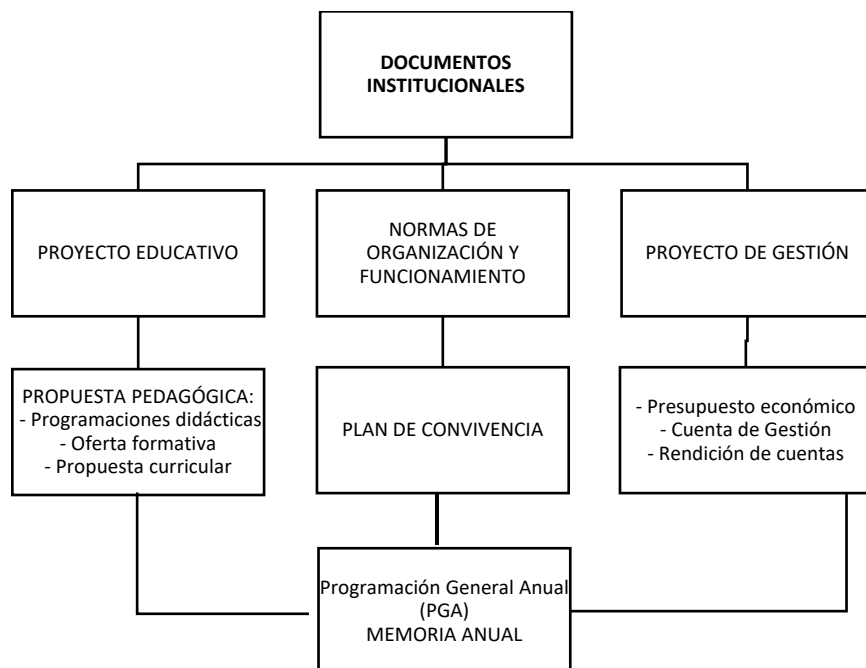 DOCUMENTOS
INSTITUCIONALES
PROYECTO EDUCATIVO
NORMAS DE
ORGANIZACIÓN Y
FUNCIONAMIENTO
PROYECTO DE GESTIÓN
PROPUESTA PEDAGÓGICA:
- Programaciones didácticas
- Oferta formativa
- Propuesta curricular
PLAN DE CONVIVENCIA
- Presupuesto económico
- Cuenta de Gestión
- Rendición de cuentas
Programación General Anual
(PGA)
MEMORIA ANUAL